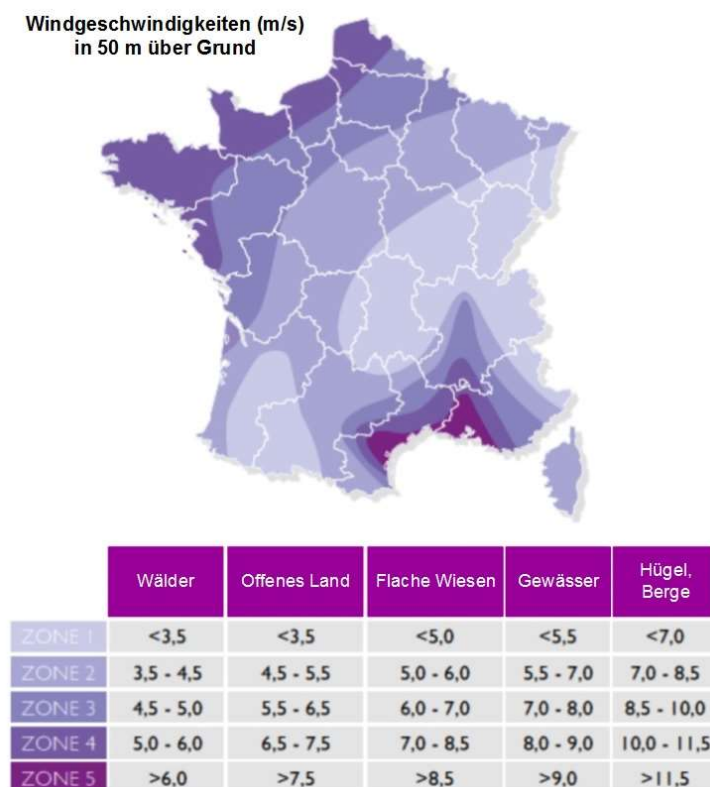 Windgeschwindigkeiten (m/s)
in 50 m über Grund
Wälder Offenes Land Flache Wiesen Gewässer Hügel, Berge
ZONE 1 <3,5 <3,5 <5,0 <5,5 <7,0
ZONE 2 3,5 - 4,5 4,5 - 5,5 5,0 - 6,0 5,5 - 7,0 7,0 - 8,5
ZONE 3 4,5 - 5,0 5,5 - 6,5 6,0 - 7,0 7,0 - 8,0 8,5 - 10,0
ZONE 4 5,0 - 6,0 6,5 - 7,5 7,0 - 8,5 8,0 - 9,0 10,0 - 11,5
ZONE 5 >6,0 >7,5 >8,5 >9,0 >11,5